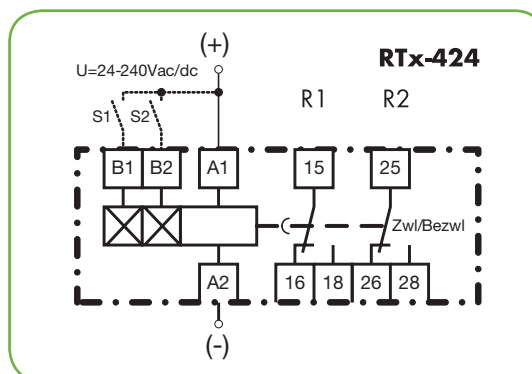 (+)
RTx-424
U=24-240Vac/dc
R1 R2
S1 S2
B1 B2 A1 15 25
Zwl/Bezwl
A2 16 18 26 28
(-)